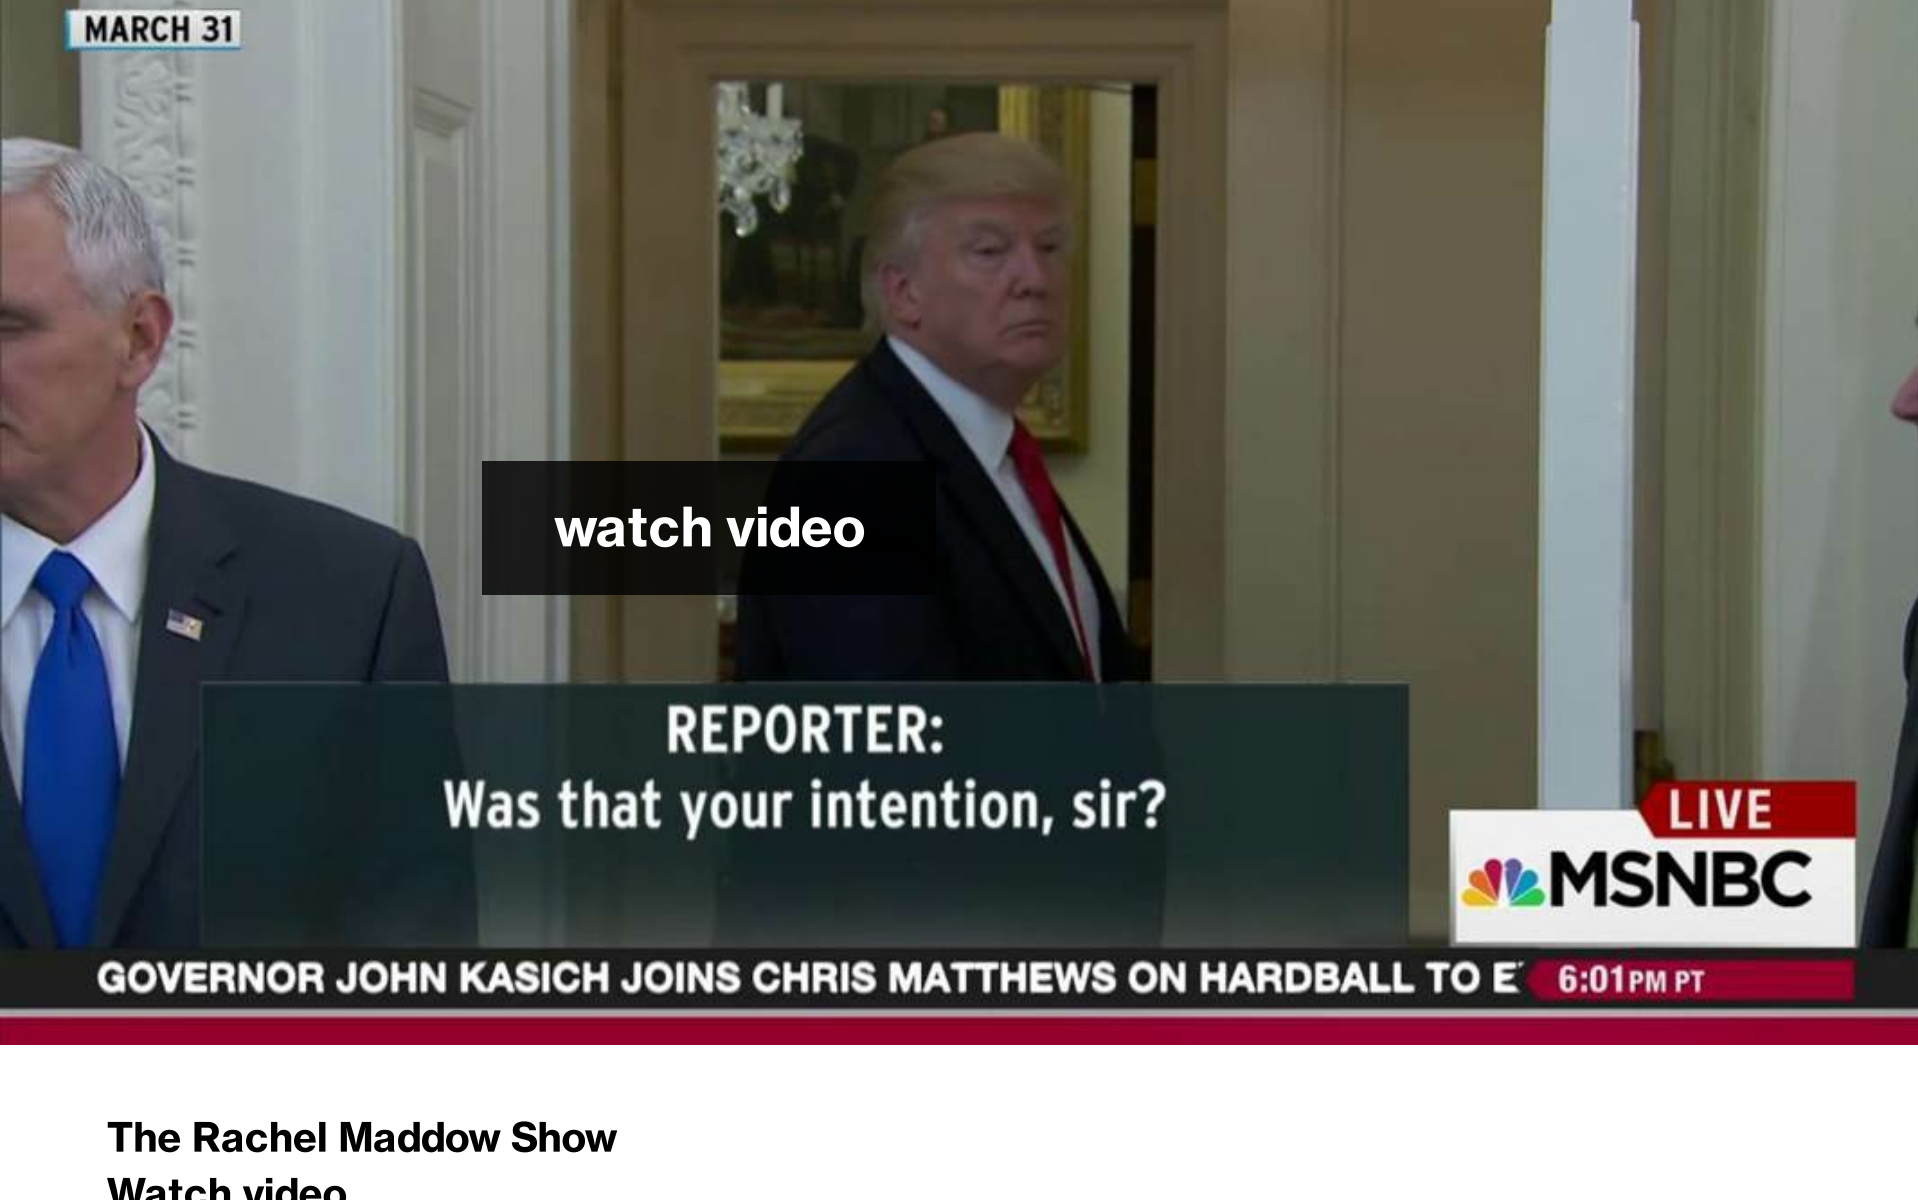 MARCH 31
watch video
REPORTER:
Was that your intention, sir?
LIVE
MSNBC
GOVERNOR JOHN KASICH JOINS CHRIS MATTHEWS ON HARDBALL TO
6:01PM PT
The Rachel Maddow Show
Watch video